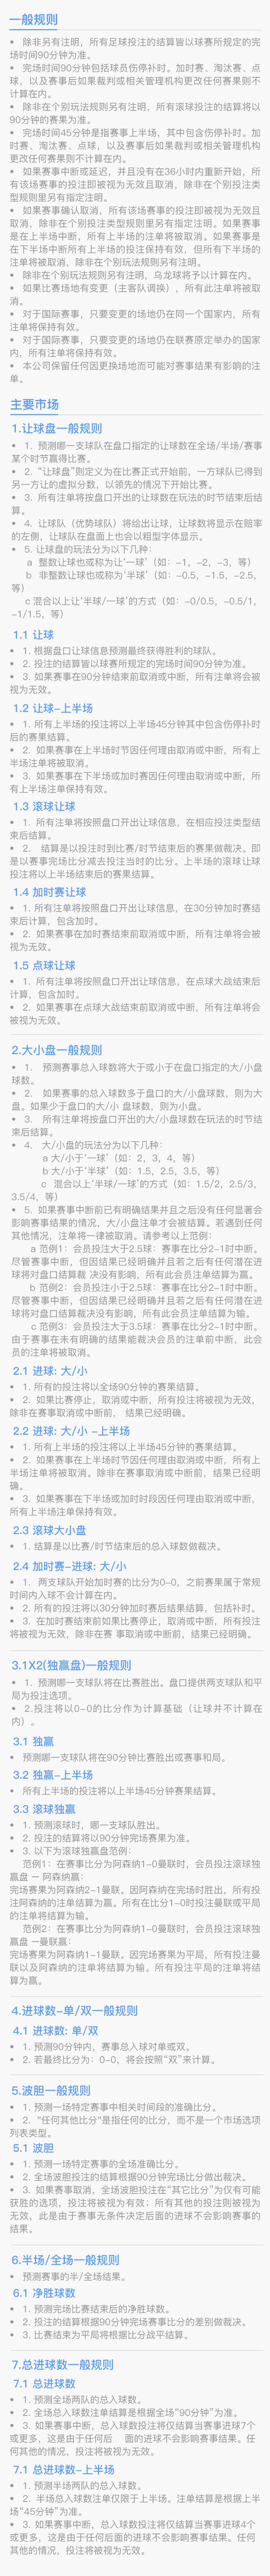 一般规则
• 除非另有注明，所有足球投注的结算皆以球赛所规定的完
场时间90分钟为准。
• 完场时间90分钟包括球员伤停补时。加时赛、淘汰赛、点
球，以及赛事后如果裁判或相关管理机构更改任何赛果则不
计算在内。
• 除非在个别玩法规则另有注明，所有滚球投注的结算将以
90分钟的赛果为准。
• 完场时间45分钟是指赛事上半场，其中包含伤停补时。加
时赛、淘汰赛、点球，以及赛事后如果裁判或相关管理机构
更改任何赛果则不计算在内。
• 如果赛事中断或延迟，并且没有在36小时内重新开始，所
有该场赛事的投注即被视为无效且取消，除非在个别投注类
型规则里另有指定注明。
• 如果赛事确认取消，所有该场赛事的投注即被视为无效且
取消，除非在个别投注类型规则里另有指定注明。如果赛事
是在上半场中断，所有上半场的注单将被取消。如果赛事是
在下半场中断所有上半场的投注保持有效，但所有下半场的
注单将被取消，除非在个别玩法规则另有注明。
• 除非在个别玩法规则另有注明，乌龙球将予以计算在内。
• 如果比赛场地有变更（主客队调换），所有此注单将被取
消。
• 对于国际赛事，只要变更的场地仍在同一个国家内，所有
注单将保持有效。
• 对于国际赛事，只要变更的场地仍在联赛原定举办的国家
内，所有注单将保持有效。
• 本公司保留任何因更换场地而可能对赛事结果有影响的注
单。
主要市场
1.让球盘一般规则
• 1. 预测哪一支球队在盘口指定的让球数在全场/半场/赛事
某个时节赢得比赛。
• 2. “让球盘”则定义为在比赛正式开始前，一方球队已得到
另一方让的虚拟分数，以领先的情况下开始比赛。
• 3. 所有注单将按盘口开出的让球数在玩法的时节结束后结
算。
• 4. 让球队（优势球队）将给出让球，让球数将显示在赔率
的左侧，让球队在盘面上也会以粗型字体显示。
• 5. 让球盘的玩法分为以下几种：
a 整数让球也或称为让‘一球’（如：-1，-2，-3，等）
b 非整数让球也或称为‘半球’（如：-0.5，-1.5，-2.5，
等）
c 混合以上让‘半球/一球’的方式（如：-0/0.5，-0.5/1，
-1/1.5，等）
1.1 让球
• 1. 根据盘口让球信息预测最终获得胜利的球队。
• 2. 投注的结算皆以球赛所规定的完场时间90分钟为准。
• 3. 如果赛事在90分钟结束前取消或中断，所有注单将会被
视为无效。
1.2 让球-上半场
• 1. 所有上半场的投注将以上半场45分钟其中包含伤停补时
后的赛果结算。
• 2. 如果赛事在上半场时节因任何理由取消或中断，所有上
半场注单将被取消。
• 3. 如果赛事在下半场或加时赛因任何理由取消或中断，所
有上半场注单保持有效。
1.3 滚球让球
• 1. 所有注单将按照盘口开出让球信息，在相应投注类型结
束后结算。
• 2. 结算是以投注时到比赛/时节结束后的赛果做裁决。即
是以赛事完场比分减去投注当时的比分。上半场的滚球让球
投注将以上半场结束后的赛果结算。
1.4 加时赛让球
• 1. 所有注单将按照盘口开出让球信息，在30分钟加时赛结
束后计算，包含加时。
• 2. 如果赛事在加时赛结束前取消或中断，所有注单将会被
视为无效。
1.5 点球让球
• 1. 所有注单将按照盘口开出让球信息，在点球大战结束后
计算，包含加时。
• 2. 如果赛事在点球大战结束前取消或中断，所有注单将会
被视为无效。
2.大小盘一般规则
• 1. 预测赛事总入球数将大于或小于在盘口指定的大/小盘
球数。
• 2. 如果赛事的总入球数多于盘口的大/小盘球数，则为大
盘。如果少于盘口的大/小 盘球数，则为小盘。
• 3. 所有注单将按盘口开出的大/小盘球数在玩法的时节结
束后结算。
• 4. 大/小盘的玩法分为以下几种：
a 大/小于‘一球’（如：2，3，4，等）
b 大/小于‘半球’（如：1.5，2.5，3.5，等）
c 混合以上‘半球/一球’的方式（如：1.5/2，2.5/3，
3.5/4，等）
• 5. 如果赛事中断前已有明确结果并且之后没有任何显著会
影响赛事结果的情况，大/小盘注单才会被结算。若遇到任何
其他情况，注单将一律被取消。请参考以上范例：
a 范例1：会员投注大于2.5球：赛事在比分2-1时中断。
尽管赛事中断，但因结果已经明确并且若之后有任何潜在进
球将对盘口结算裁 决没有影响，所有此会员注单结算为赢。
b 范例2：会员投注小于2.5球：赛事在比分2-1时中断。
尽管赛事中断，但因结果已经明确并且若之后有任何潜在进
球将对盘口结算裁决没有影响，所有此会员注单结算为输。
c 范例3：会员投注大于3.5球：赛事在比分2-1时中断。
由于赛事在未有明确的结果能裁决会员的注单前中断，此会
员的注单将被取消。
2.1 进球: 大/小
• 1. 所有的投注将以全场90分钟的赛果结算。
• 2. 如果比赛停止，取消或中断，所有投注将被视为无效，
除非在赛事取消或中断前， 结果已经明确。
2.2 进球: 大/小 -上半场
• 1. 所有上半场的投注将以上半场45分钟的赛果结算。
• 2. 如果赛事在上半场时节因任何理由取消或中断，所有上
半场注单将被取消。除非在赛事取消或中断前，结果已经明
确。
• 3. 如果赛事在下半场或加时时段因任何理由取消或中断，
所有上半场注单保持有效。
2.3 滚球大小盘
• 1. 结算是以比赛/时节结束后的总入球数做裁决。
2.4 加时赛-进球: 大/小
• 1. 两支球队开始加时赛的比分为0-0，之前赛果属于常规
时间内入球不会计算在内。
• 2. 所有的投注将以30分钟加时赛后结果结算，包括补时。
• 3. 在加时赛结束前如果比赛停止，取消或中断，所有投注
将被视为无效，除非在赛 事取消或中断前，结果已经明确。
3.1X2(独赢盘)一般规则
• 1. 预测哪一支球队将在比赛胜出。盘口提供两支球队和平
局为投注选项。
• 2.投注将以0-0的比分作为计算基础（让球并不计算在
内）。
3.1 独赢
• 预测哪一支球队将在90分钟比赛胜出或赛事和局。
3.2 独赢-上半场
• 所有上半场的投注将以上半场45分钟赛果结算。
3.3 滚球独赢
• 1. 预测滚球时，哪一支球队胜出。
• 2. 投注的结算将以90分钟完场赛果为准。
• 3. 以下为滚球独赢盘范例：
范例1：在赛事比分为阿森纳1-0曼联时，会员投注滚球独
赢盘 — 阿森纳赢：
完场赛果为阿森纳2-1曼联。因阿森纳在完场时胜出，所有投
注阿森纳的注单结算为赢。所有在比分1-0时投注曼联或平局
的注单将结算为输。
范例2：在赛事比分为阿森纳1-0曼联时，会员投注滚球独
赢盘 —曼联赢：
完场赛果为阿森纳1-1曼联。因完场赛果为平局，所有投注曼
联以及阿森纳的注单将结算为输。所有投注平局的注单将结
算为赢。
4.进球数-单/双一般规则
4.1 进球数: 单/双
• 1. 预测90分钟内，赛事总入球对单或双。
• 2. 若最终比分为：0-0，将会按照“双”来计算。
5.波胆一般规则
• 1. 预测一场特定赛事中相关时间段的准确比分。
• 2. “任何其他比分“是指任何的比分，而不是一个市场选项
列表类型。
5.1 波胆
• 1. 预测一场特定赛事的全场准确比分。
• 2. 全场波胆投注的结算根据90分钟完场比分做出裁决。
• 3. 如果赛事取消，全场波胆投注在“其它比分”为仅有可能
获胜的选项，投注将被视为有效；所有其他的投注则被视为
无效，此是由于赛事无条件决定后面的进球不会影响赛事的
结果。
6.半场/全场一般规则
• 预测赛事的半/全场结果。
6.1 净胜球数
• 1. 预测完场比赛结束后的净胜球数。
• 2. 投注的结算根据90分钟完场赛事比分的差别做裁决。
• 3. 比赛结束为平局将根据比分战平结算。
7.总进球数一般规则
7.1 总进球数
• 1. 预测全场两队的总入球数。
• 2. 全场总入球数注单结算是根据全场“90分钟”为准。
• 3. 如果赛事中断，总入球数投注将仅结算当赛事进球7个
或更多，这是由于任何后 面的进球不会影响赛事结果。任
何其他的情况，投注将被视为无效。
7.1 总进球数-上半场
• 1. 预测半场两队的总入球数。
• 2. 半场总入球数注单仅限于上半场。注单结算是根据上半
场“45分钟”为准。
• 3. 如果赛事中断，总入球数投注将仅结算当赛事进球4个
或更多，这是由于任何后面的进球不会影响赛事结果。任何
其他的情况，投注将被视为无效。